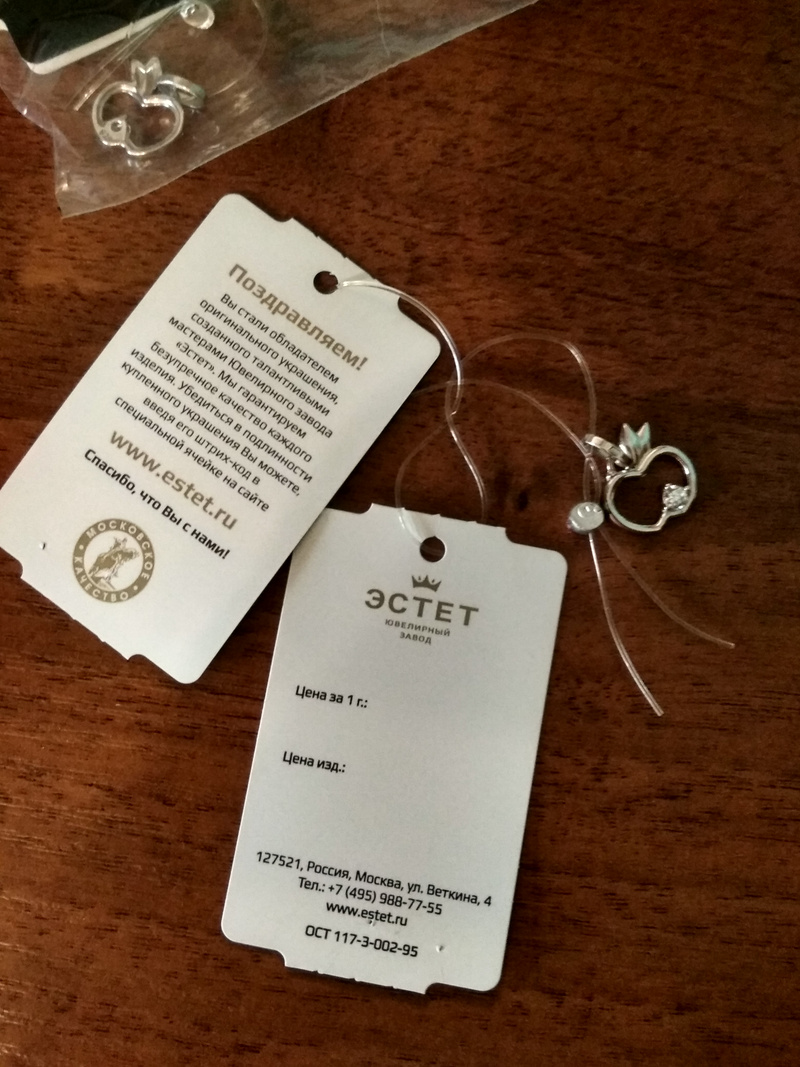 Поздравляем!
Вы стали обладателем
оригинального украшения,
созданного талантливыми
мастерами Ювелирного завода
«Эстет». Мы гарантируем
безупречное качество каждого
изделия. Убедиться в подлинности
купленного украшения Вы можете,
введя его штрих-код в
специальной ячейке на сайте
www.estet.ru
Спасибо, что Вы с нами!
МОСКОВСКОЕ
КАЧЕСТВО
ЭСТЕТ
ЮВЕЛИРНЫЙ
ЗАВОД
Цена за 1 г.:
Цена изд.:
127521, Россия, Москва, ул. Веткина, 4
Тел.: +7 (495) 988-77-55
www.estet.ru
ОСТ 117-3-002-95